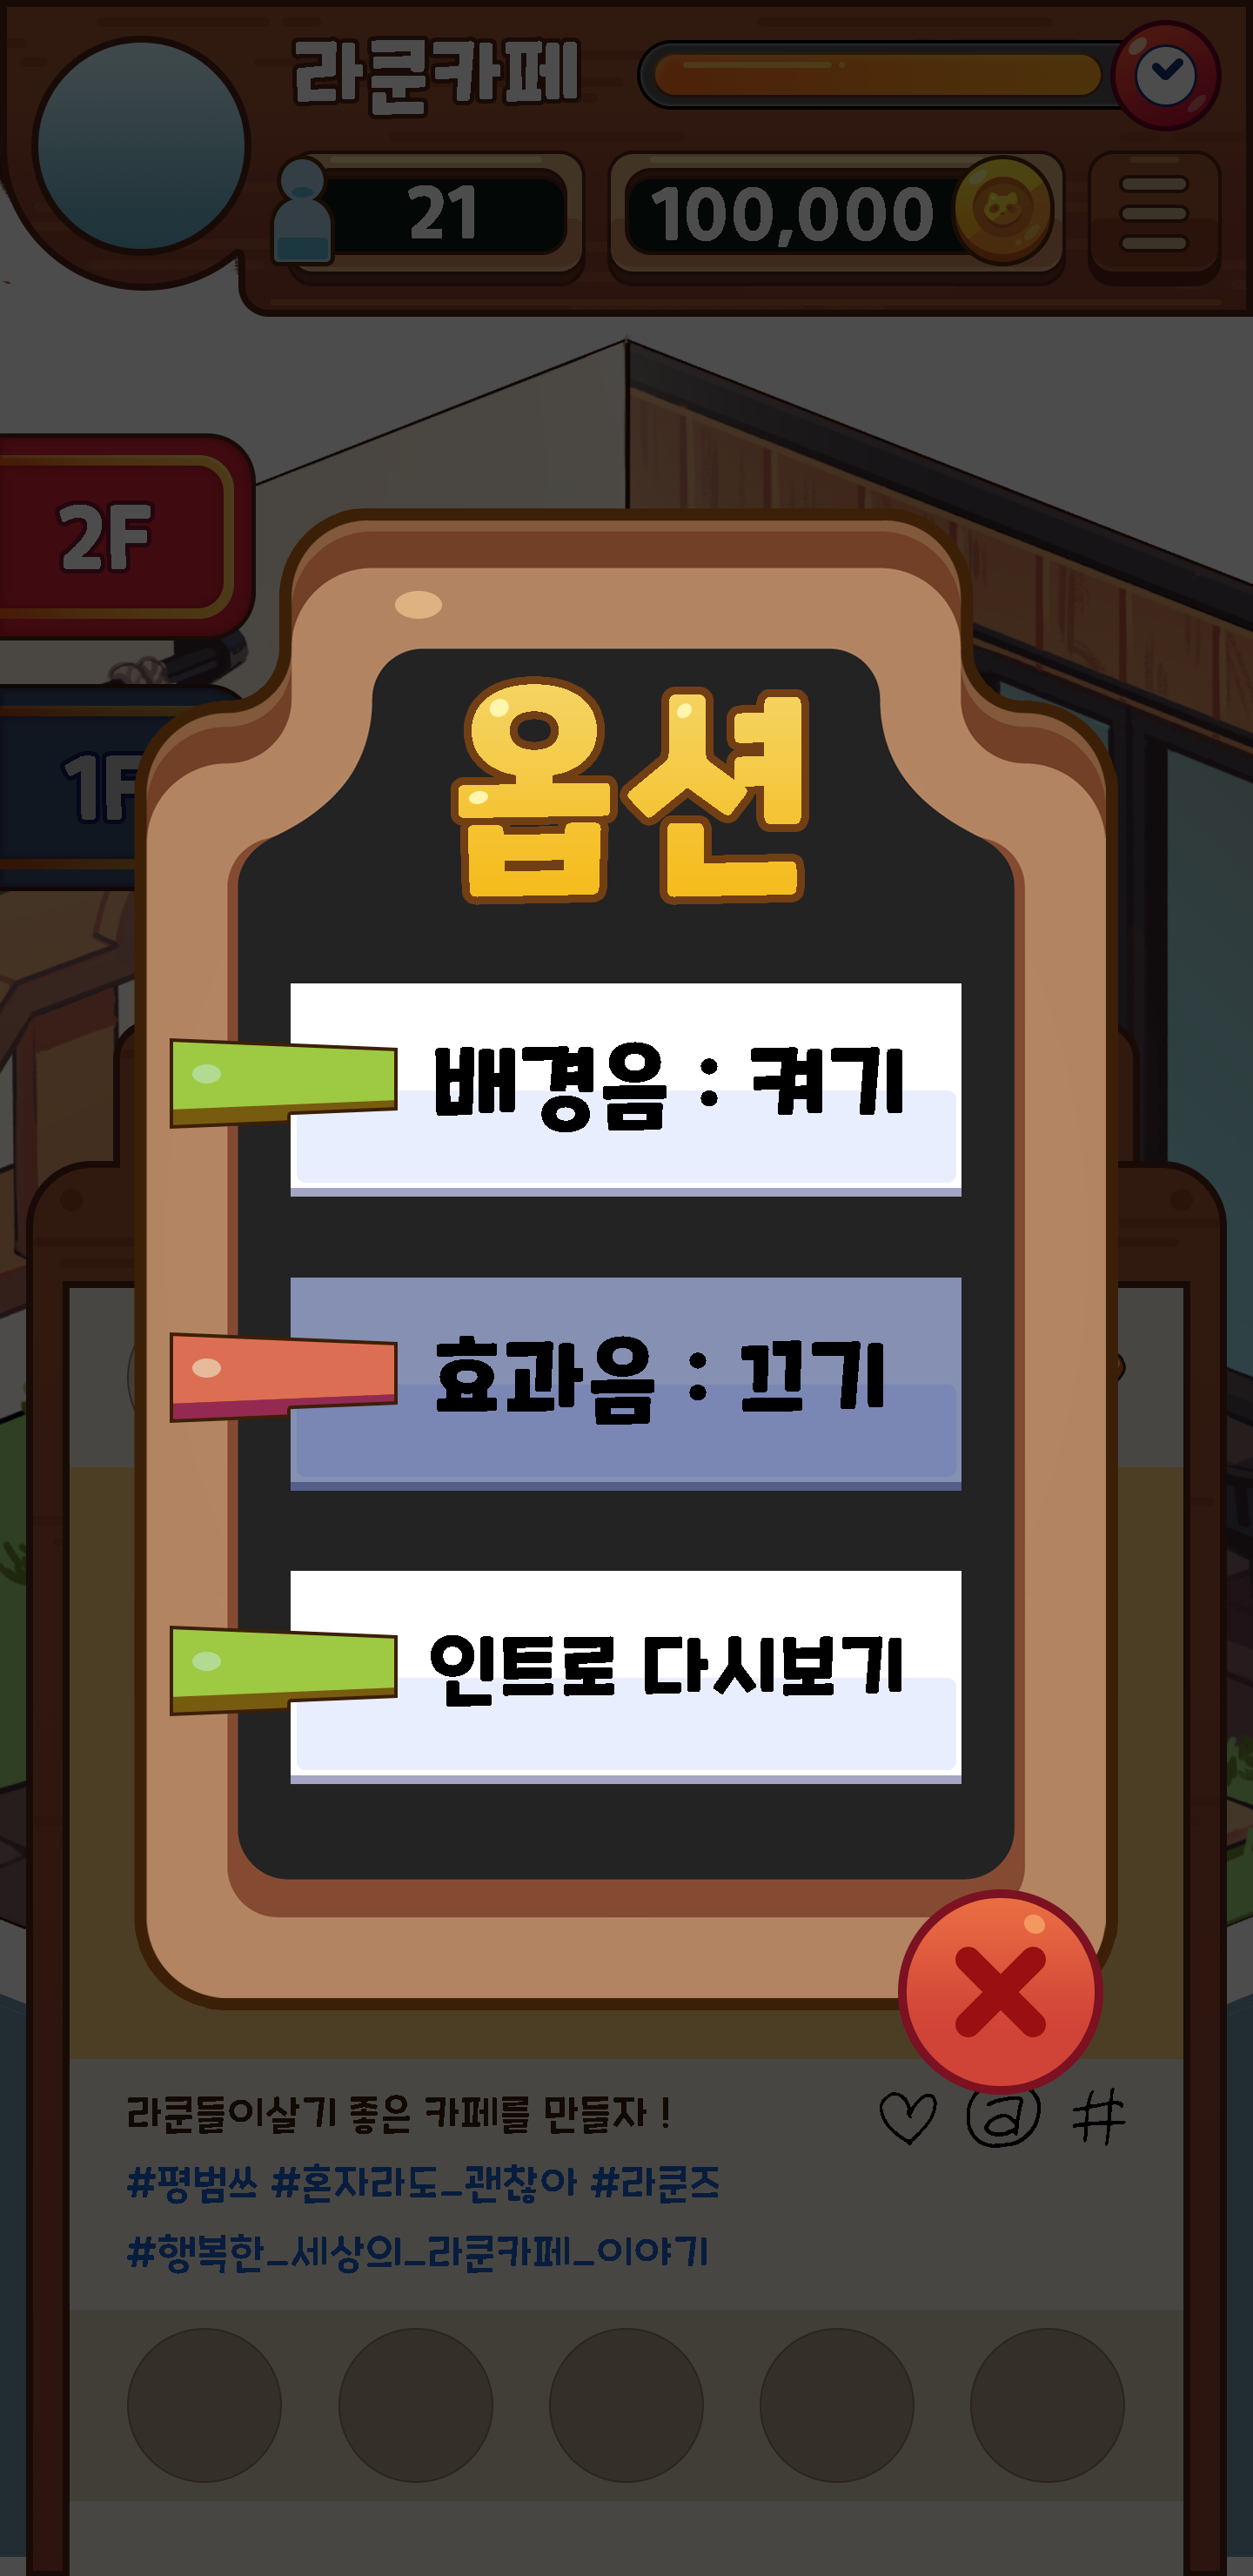 라쿤카페
21
100,000
2F
1F
옵션
배경음 : 켜기
효과음 : 끄기
인트로 다시보기
라쿤들이살기 좋은 카페를 만들자 !
#평범쓰 #혼자라도_괜찮아 #라쿤즈
#행복한_세상의_라쿤카페_이야기